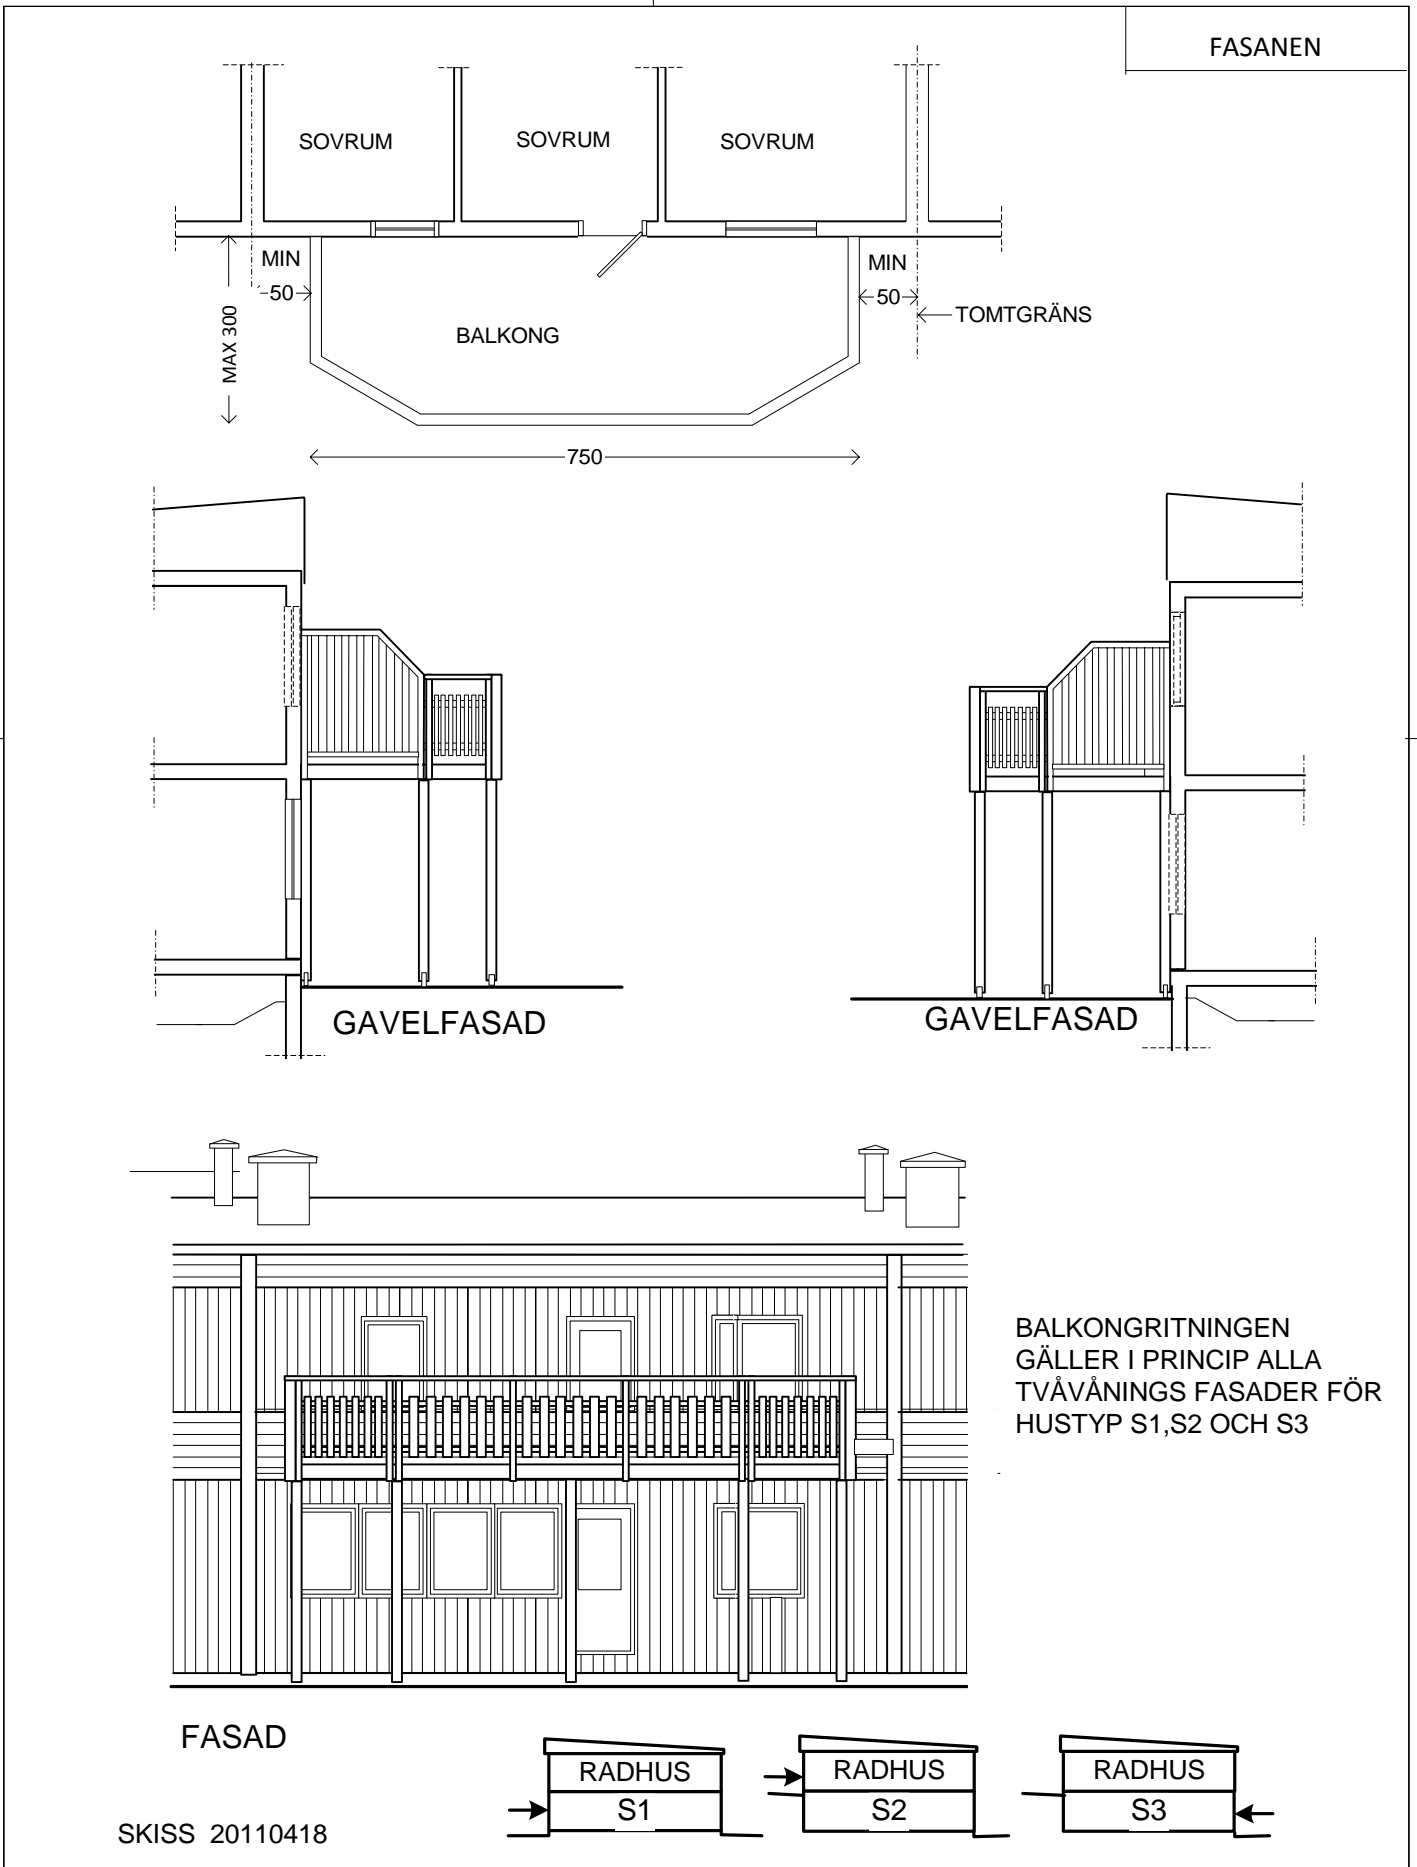 FASANEN
SOVRUM
SOVRUM
SOVRUM
MIN
50
MIN
50
TOMTGRÄNS
MAX 300
BALKONG
750
GAVELFASAD
GAVELFASAD
BALKONGRITNINGEN
GÄLLER I PRINCIP ALLA
TVÅVÅNINGS FASADER FÖR
HUSTYP S1,S2 OCH S3
FASAD
RADHUS
S1
RADHUS
S2
RADHUS
S3
SKISS 20110418